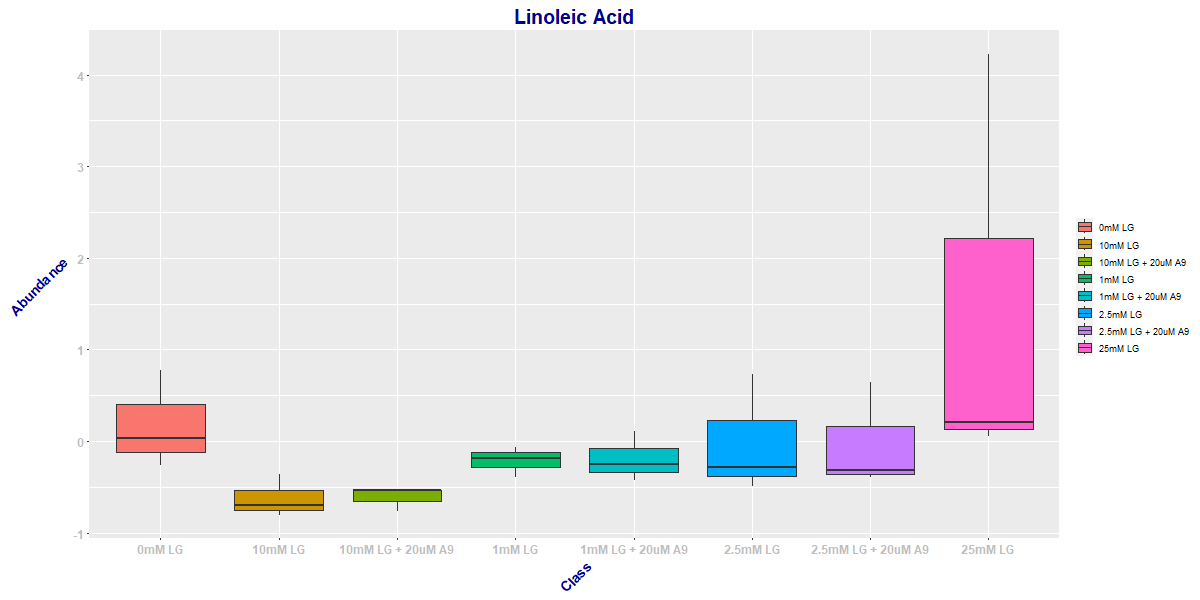 Linoleic Acid
Abundance
4
3
2
1
0
-1
0mM LG
10mM LG
10mM LG + 20uM A9
1mM LG
1mM LG + 20uM A9
2.5mM LG
2.5mM LG + 20uM A9
25mM LG
Class
0mM LG
10mM LG
10mM LG + 20uM A9
1mM LG
1mM LG + 20uM A9
2.5mM LG
2.5mM LG + 20uM A9
25mM LG